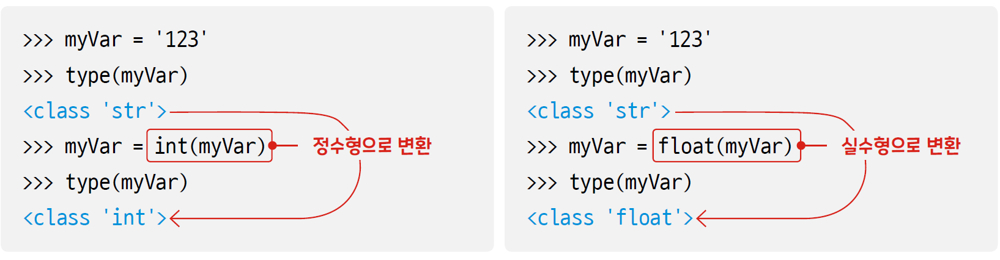 >>> myVar = '123'
>>> type(myVar)
<class 'str'>
>>> myVar = int(myVar) 정수형으로 변환
>>> type(myVar)
<class 'int'>
>>> myVar = '123'
>>> type(myVar)
<class 'str'>
>>> myVar = float(myVar) 실수형으로 변환
>>> type(myVar)
<class 'float'>